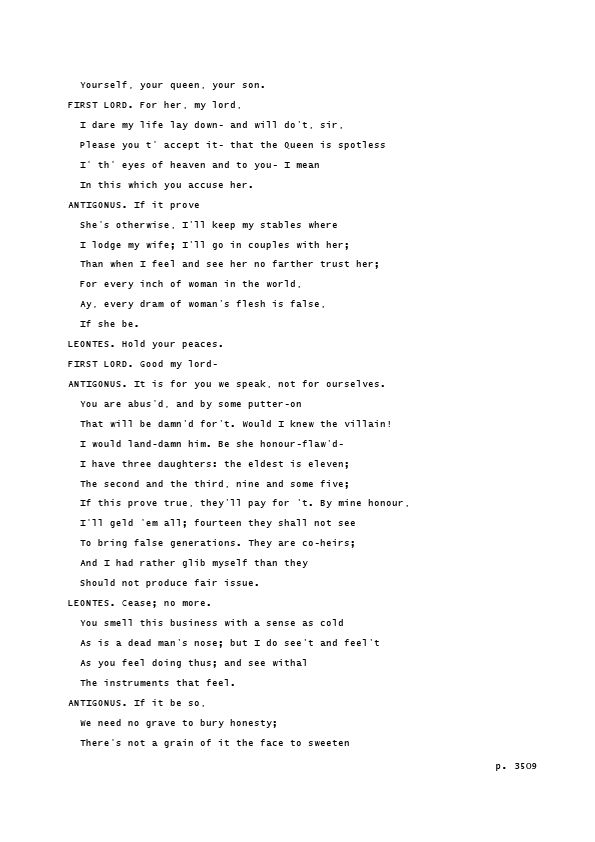 Yourself, your queen, your son.
FIRST LORD. For her, my lord,
I dare my life lay down- and will do't, sir,
Please you t' accept it- that the Queen is spotless
I' th' eyes of heaven and to you- I mean
In this which you accuse her.
ANTIGONUS. If it prove
She's otherwise, I'll keep my stables where
I lodge my wife; I'll go in couples with her;
Than when I feel and see her no farther trust her;
For every inch of woman in the world,
Ay, every dram of woman's flesh is false,
If she be.
LEONTES. Hold your peaces.
FIRST LORD. Good my lord-
ANTIGONUS. It is for you we speak, not for ourselves.
You are abus'd, and by some putter-on
That will be damn'd for't. Would I knew the villain!
I would land-damn him. Be she honour-flaw'd-
I have three daughters: the eldest is eleven;
The second and the third, nine and some five;
If this prove true, they'll pay for 't. By mine honour,
I'll geld 'em all; fourteen they shall not see
To bring false generations. They are co-heirs;
And I had rather glib myself than they
Should not produce fair issue.
LEONTES. Cease; no more.
You smell this business with a sense as cold
As is a dead man's nose; but I do see't and feel't
As you feel doing thus; and see withal
The instruments that feel.
ANTIGONUS. If it be so,
We need no grave to bury honesty;
There's not a grain of it the face to sweeten
p. 3509